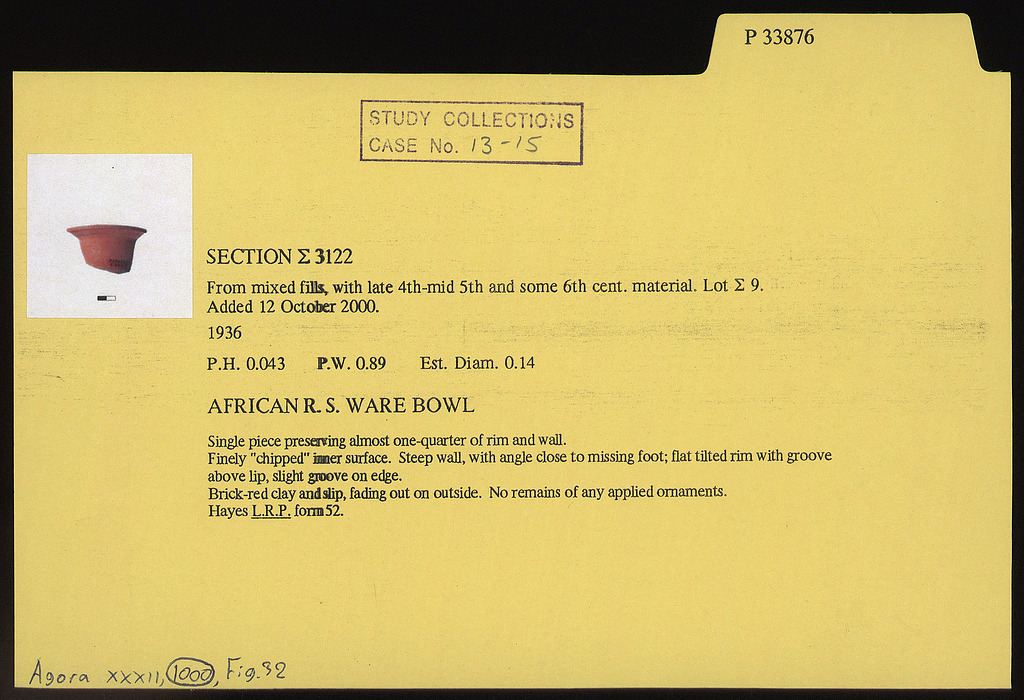 P 33876
STUDY COLLECTIONS
CASE No. 13-15
SECTION Σ 3122
From mixed fills, with late 4th-mid 5th and some 6th cent. material. Lot Σ 9.
Added 12 October 2000.
1936
P.H. 0.043 P.W. 0.89 Est. Diam. 0.14
AFRICAN R. S. WARE BOWL
Single piece preserving almost one-quarter of rim and wall.
Finely "chipped" inner surface. Steep wall, with angle close to missing foot; flat tilted rim with groove
above lip, slight groove on edge.
Brick-red clay and slip, fading out on outside. No remains of any applied ornaments.
Hayes L.R.P. form 52.
Agora XXXII, 1000, Fig. 32